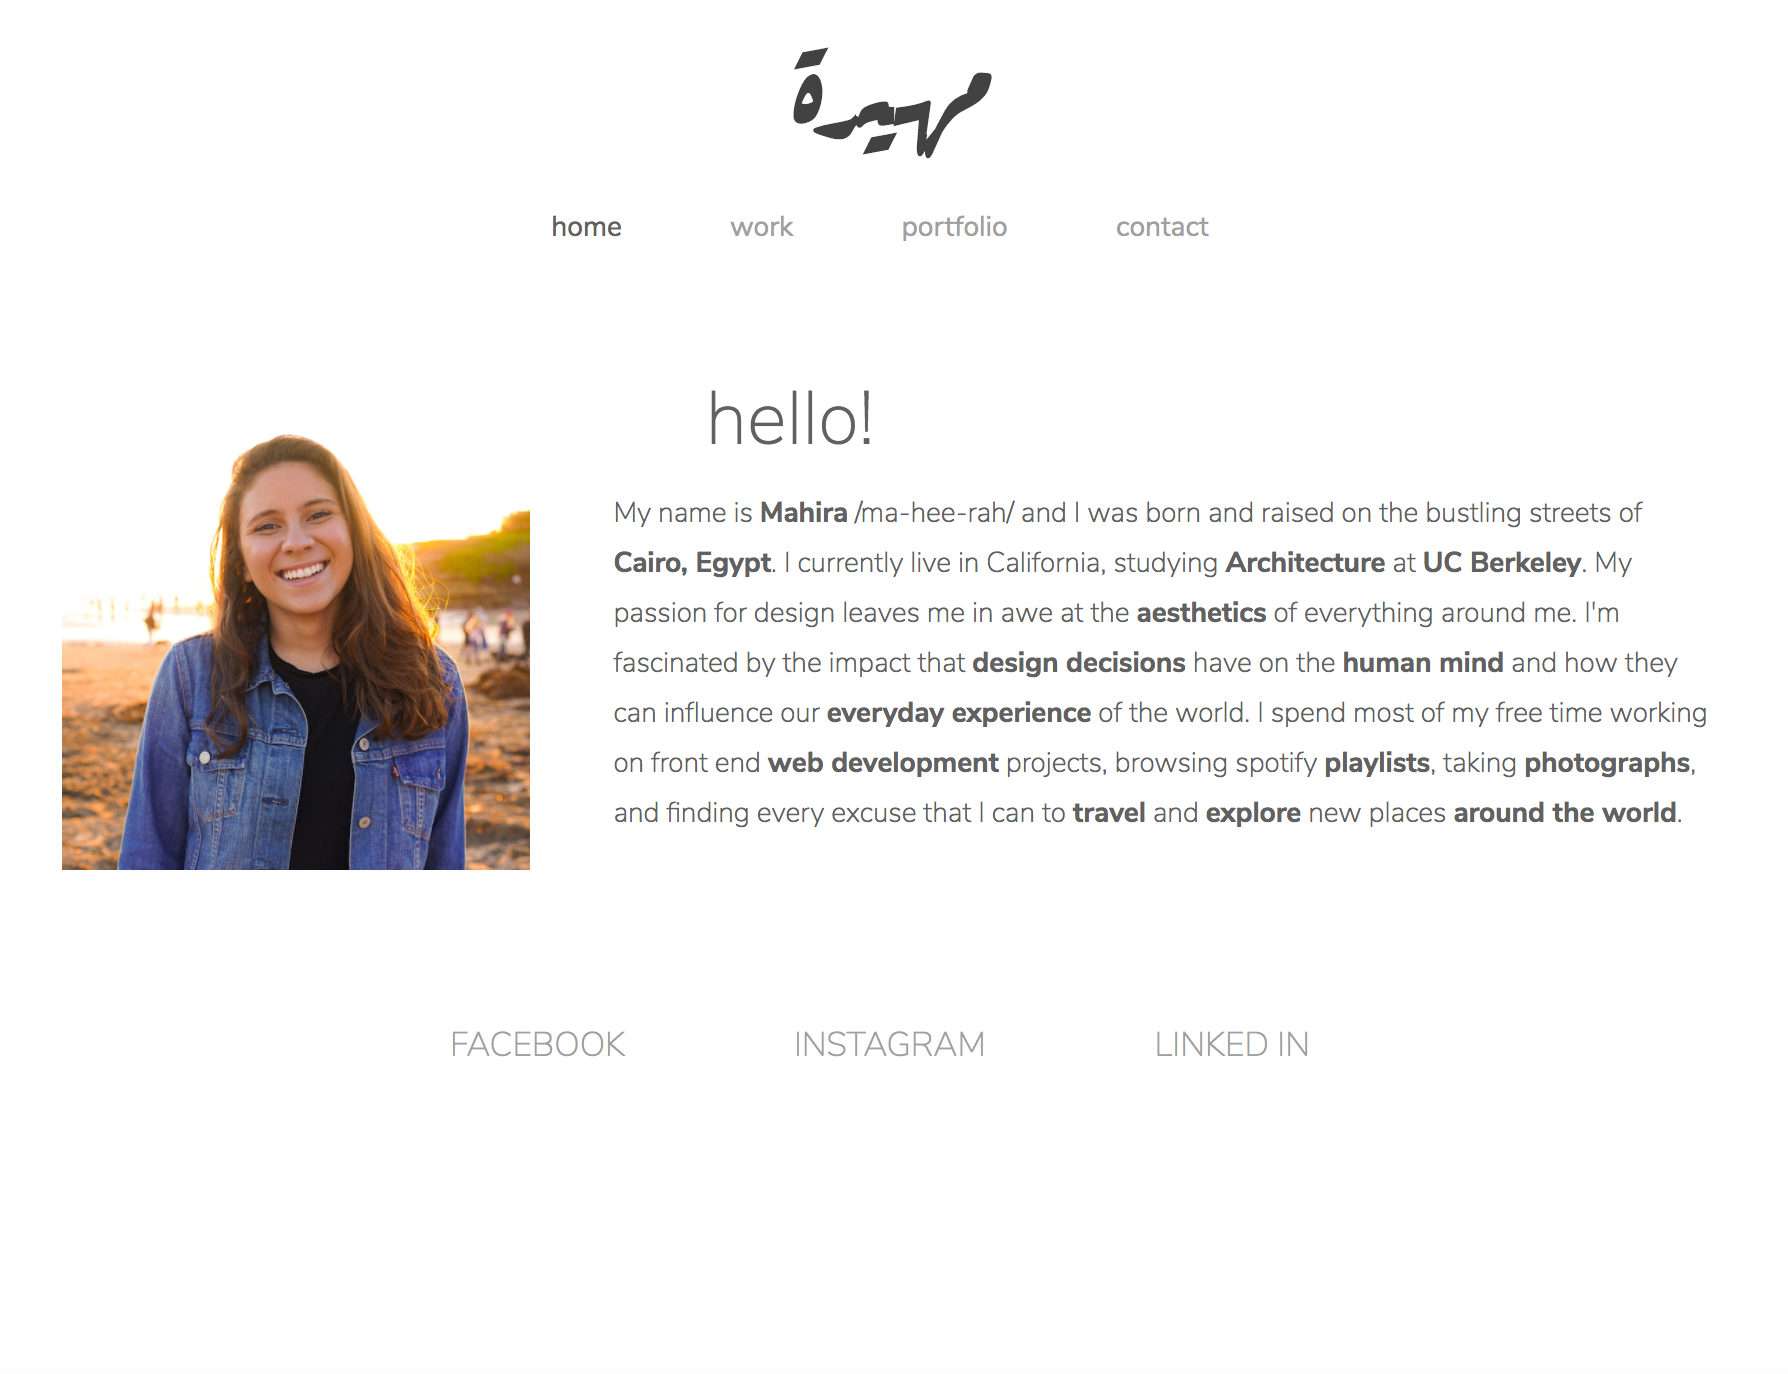 مهيرة
home work portfolio contact
hello!
My name is Mahira /ma-hee-rah/ and I was born and raised on the bustling streets of
Cairo, Egypt. I currently live in California, studying Architecture at UC Berkeley. My
passion for design leaves me in awe at the aesthetics of everything around me. I'm
fascinated by the impact that design decisions have on the human mind and how they
can influence our everyday experience of the world. I spend most of my free time working
on front end web development projects, browsing spotify playlists, taking photographs,
and finding every excuse that I can to travel and explore new places around the world.
FACEBOOK INSTAGRAM LINKED IN